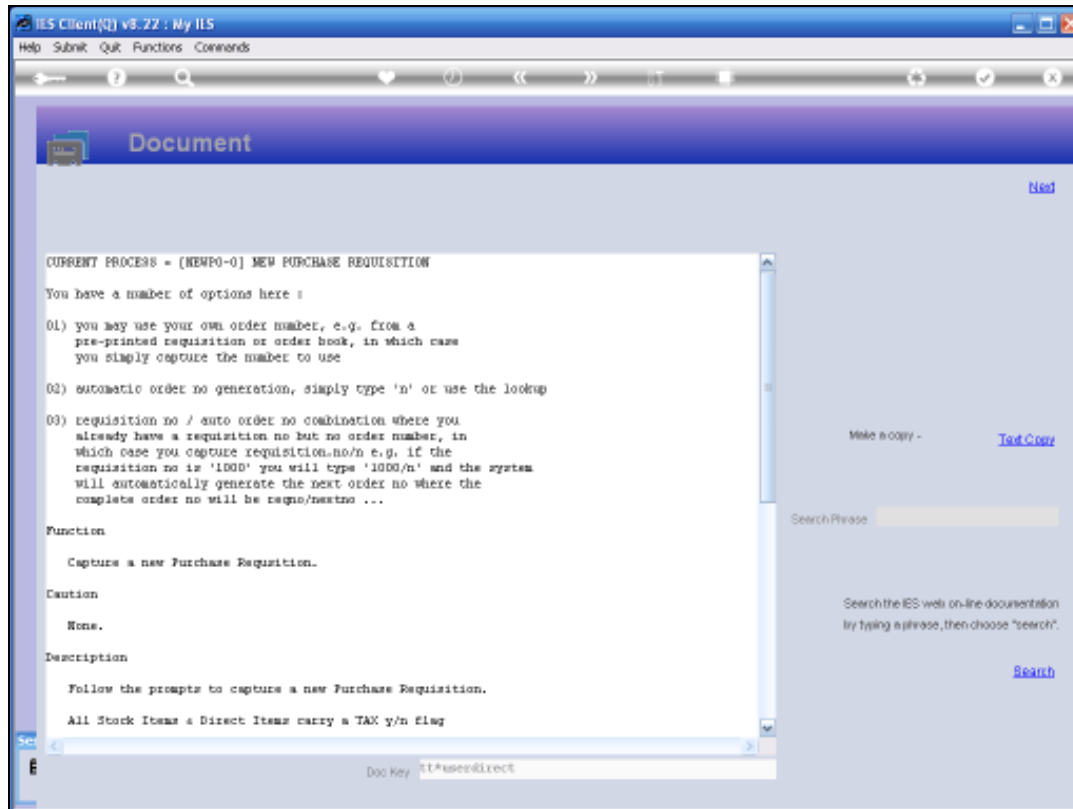 IES Client(Q) v8.22 : My IES
Help Submit Quit Functions Commands
Document
Next
CURRENT PROCESS = [NEWPO-0] NEW PURCHASE REQUISITION
You have a number of options here :
01) you may use your own order number, e.g. from a
pre-printed requisition or order book, in which case
you simply capture the number to use
02) automatic order no generation, simply type 'n' or use the lookup
03) requisition no / auto order no combination where you
already have a requisition no but no order number, in
which case you capture requisition.no/n e.g. if the
requisition no is '1000' you will type '1000/n' and the system
will automatically generate the next order no where the
complete order no will be reqno/nextno ...
Function
Capture a new Purchase Requsition.
Caution
None.
Description
Follow the prompts to capture a new Purchase Requisition.
All Stock Items & Direct Items carry a TAX y/n flag
Make a copy -
Text Copy
Search Phrase
Search the IES web on-line documentation
by typing a phrase, then choose "search".
Search
Doc Key tt*userdirect